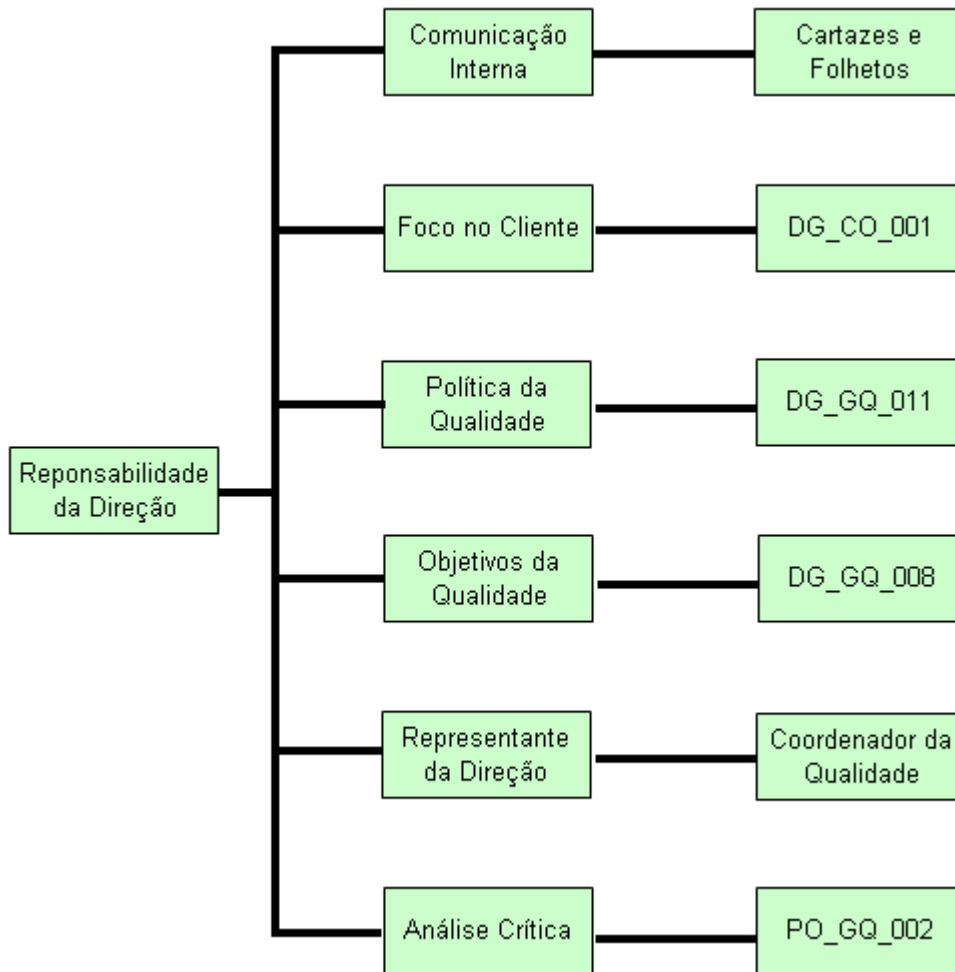 Comunicação
Interna
Cartazes e
Folhetos
Foco no Cliente
DG_CO_001
Política da
Qualidade
DG_GQ_011
Reponsabilidade
da Direção
Objetivos da
Qualidade
DG_GQ_008
Representante
da Direção
Coordenador da
Qualidade
Análise Crítica
PO_GQ_002